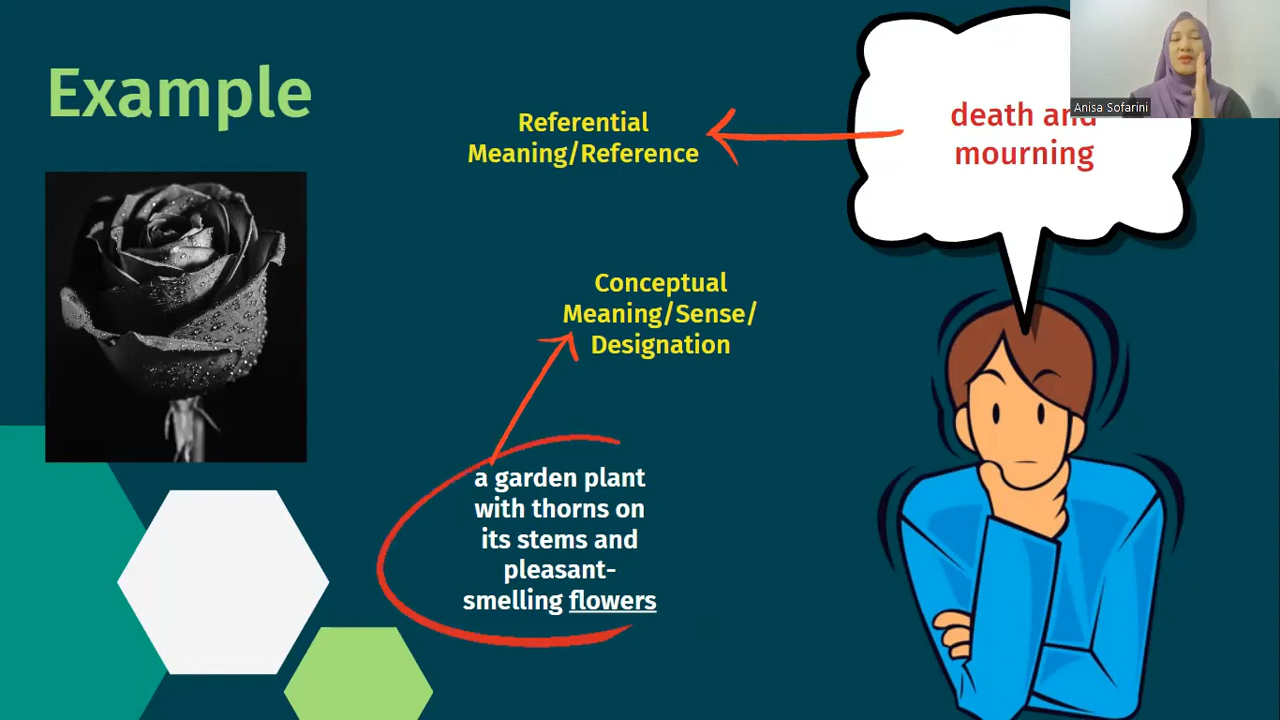 Example
Referential
Meaning/Reference
death and
mourning
Anisa Sofarini
Conceptual
Meaning/Sense/
Designation
a garden plant
with thorns on
its stems and
pleasant-
smelling flowers